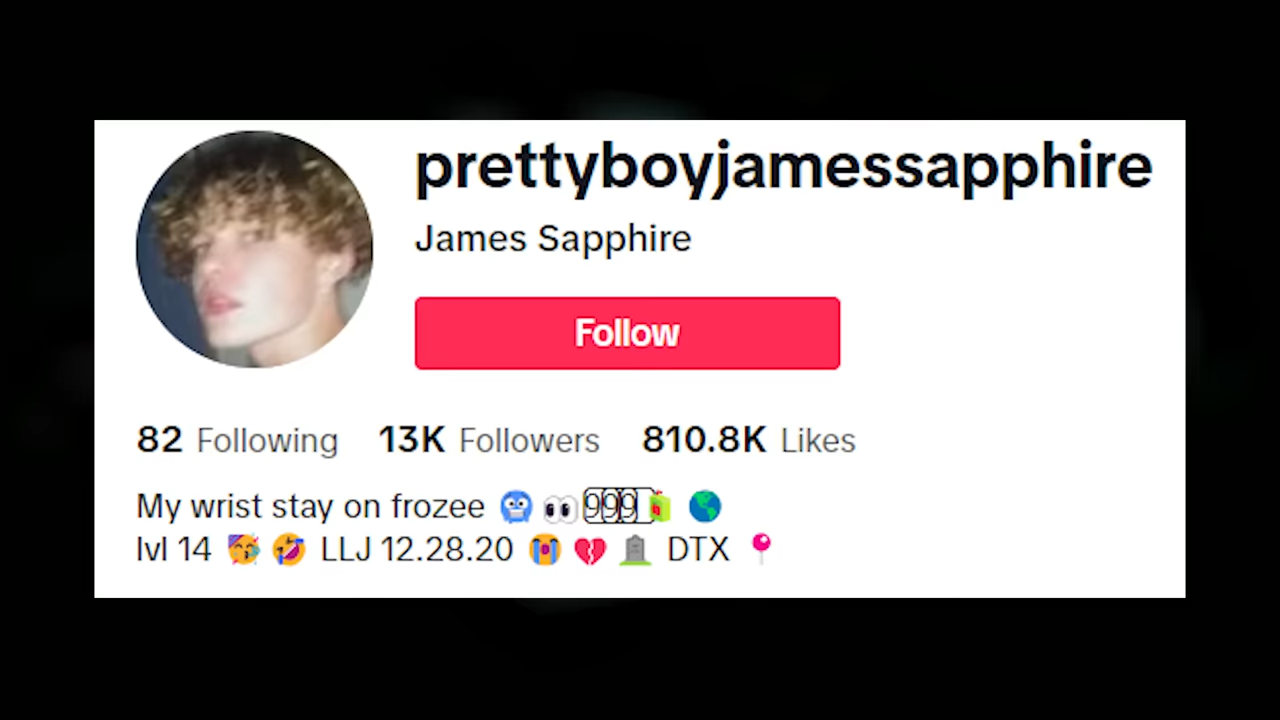 prettyboyjamessapphire
James Sapphire
Follow
82 Following 13K Followers 810.8K Likes
My wrist stay on frozee 🥶 👀 999 🧃 🌎
lvl 14 🥳 🤣 LLJ 12.28.20 😭 💔 🪦 DTX 📍